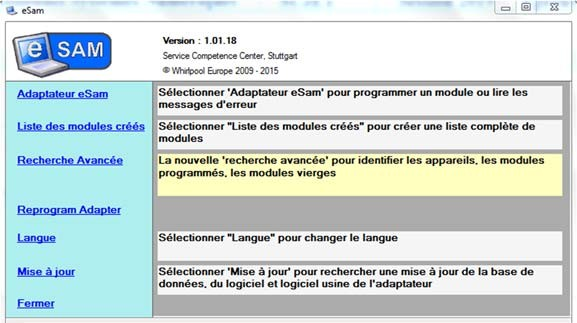 eSam
e SAM
Version : 1.01.18
Service Competence Center, Stuttgart
® Whirlpool Europe 2009 - 2015
Adaptateur eSam
Sélectionner 'Adaptateur eSam' pour programmer un module ou lire les
messages d'erreur
Liste des modules créés
Sélectionner "Liste des modules créés" pour créer une liste complète de
modules
Recherche Avancée
La nouvelle 'recherche avancée' pour identifier les appareils, les modules
programmés, les modules vierges
Reprogram Adapter
Langue
Sélectionner "Langue" pour changer le langue
Mise à jour
Sélectionner 'Mise à jour' pour rechercher une mise à jour de la base de
données, du logiciel et logiciel usine de l'adaptateur
Fermer